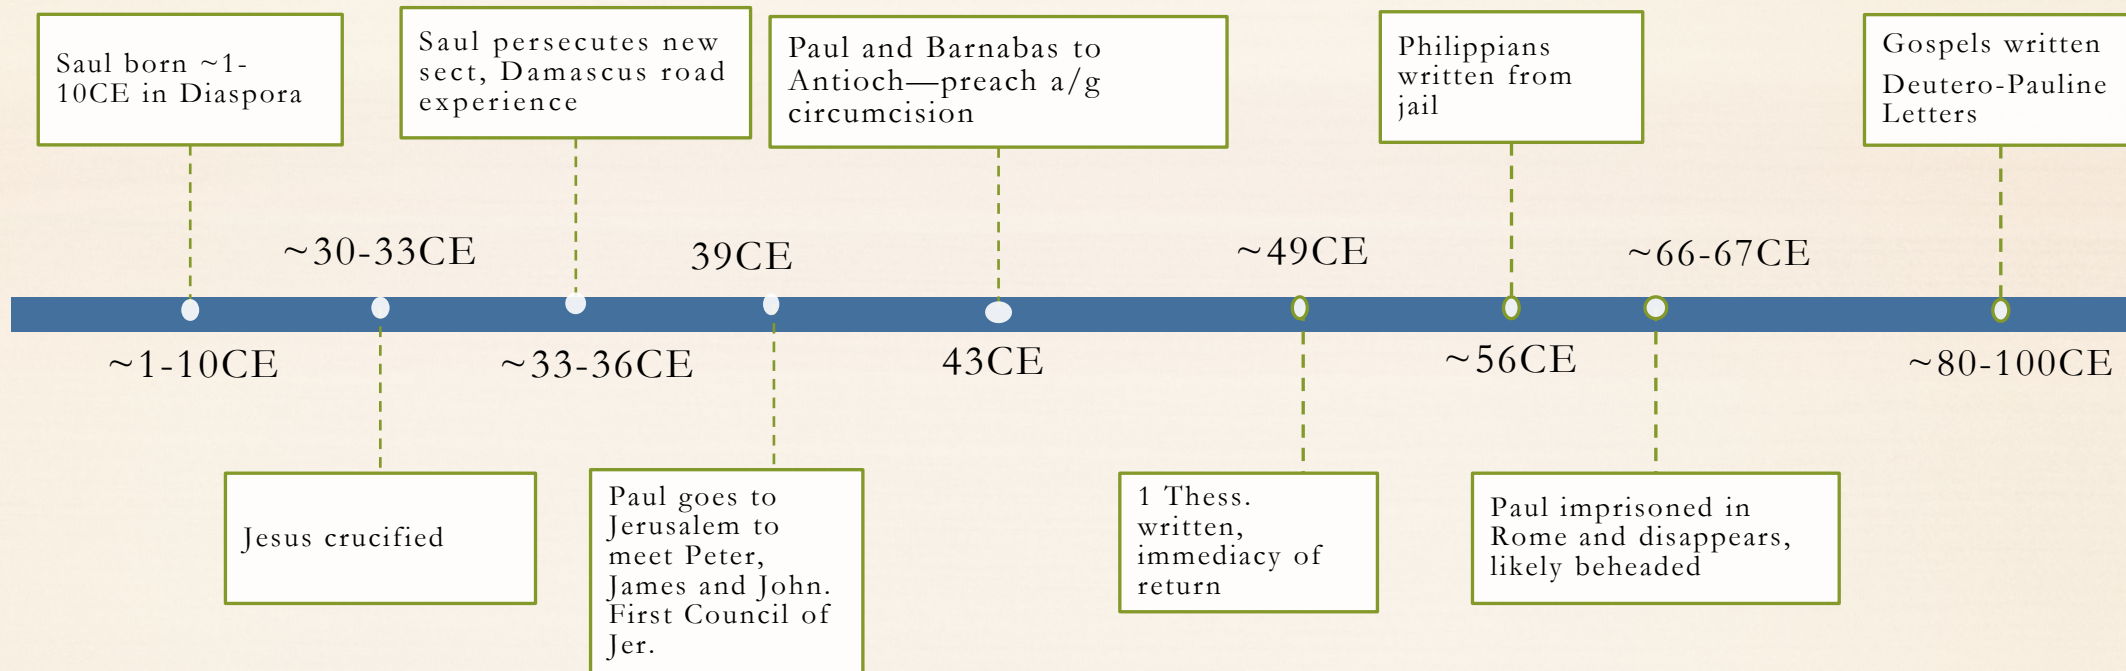 Saul born ~1-
10CE in Diaspora
Saul persecutes new
sect, Damascus road
experience
Paul and Barnabas to
Antioch—preach a/g
circumcision
Philippians
written from
jail
Gospels written
Deutero-Pauline
Letters
~30-33CE
39CE
~49CE
~66-67CE
~1-10CE
~33-36CE
43CE
~56CE
~80-100CE
Jesus crucified
Paul goes to
Jerusalem to
meet Peter,
James and John.
First Council of
Jer.
1 Thess.
written,
immediacy of
return
Paul imprisoned in
Rome and disappears,
likely beheaded